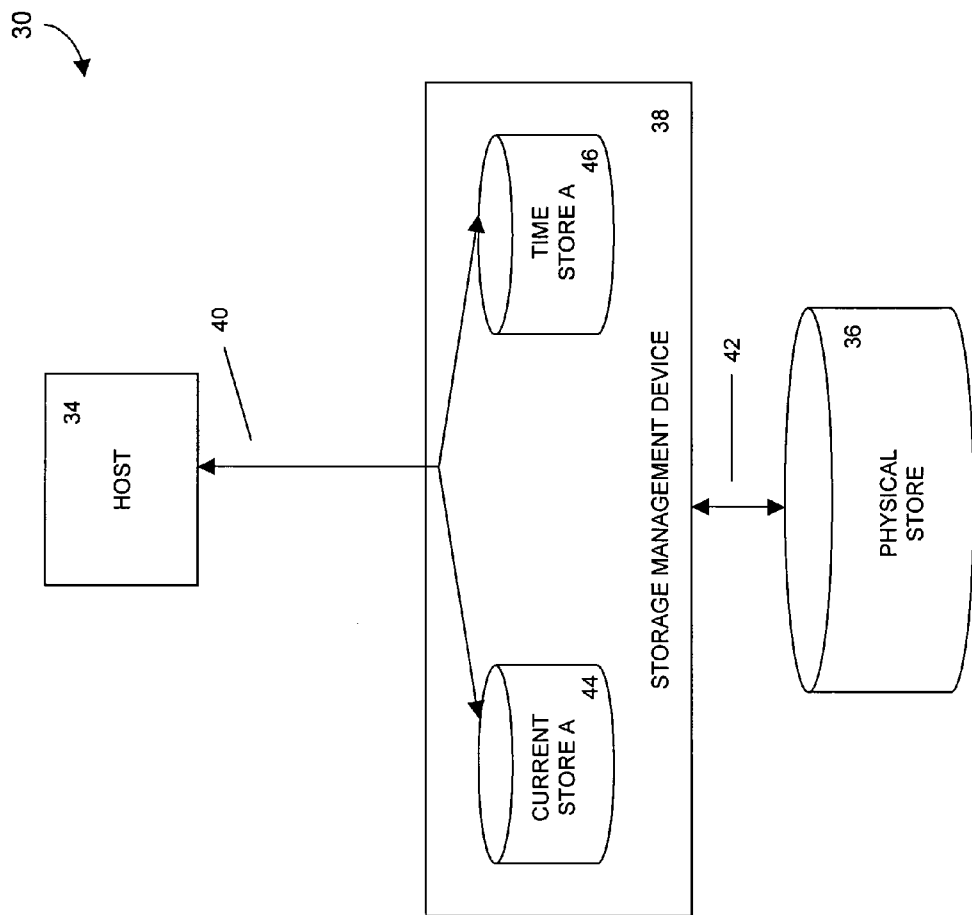 30
34
HOST
40
CURRENT
STORE A
44
TIME
STORE A
46
38
STORAGE MANAGEMENT DEVICE
42
36
PHYSICAL
STORE